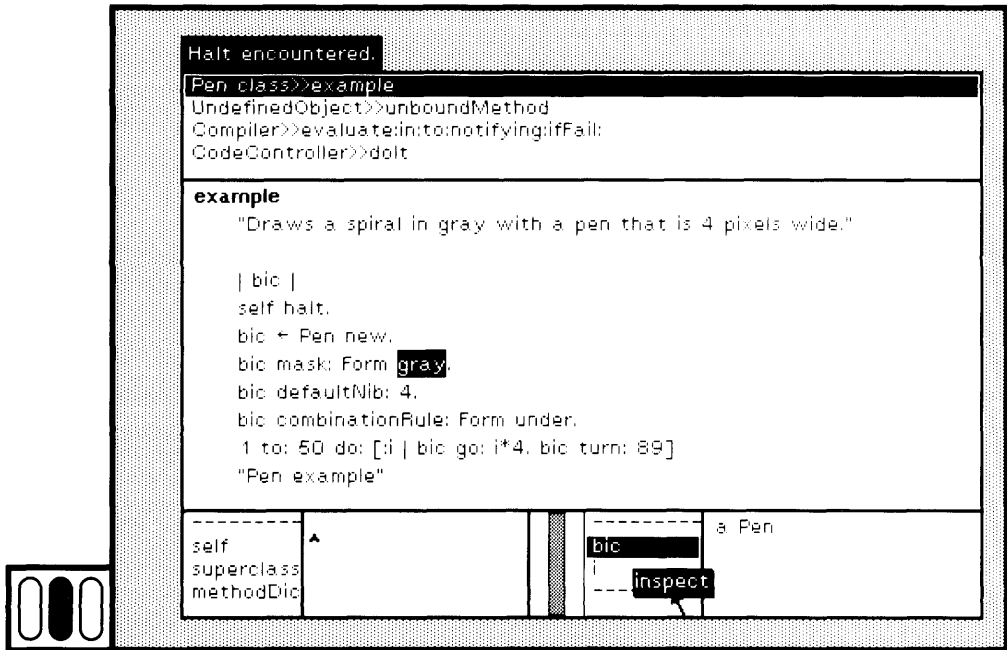 Halt encountered.
Pen class>>example
UndefinedObject>>unboundMethod
Compiler>>evaluate:in:to:notifying:ifFail:
CodeController>>doIt
example
"Draws a spiral in gray with a pen that is 4 pixels wide."
| bic |
self halt.
bic ← Pen new.
bic mask: Form gray.
bic defaultNib: 4.
bic combinationRule: Form under.
1 to: 50 do: [:i | bic go: i*4. bic turn: 89]
"Pen example"
self
superclass
methodDic
bic
i
inspect
a Pen